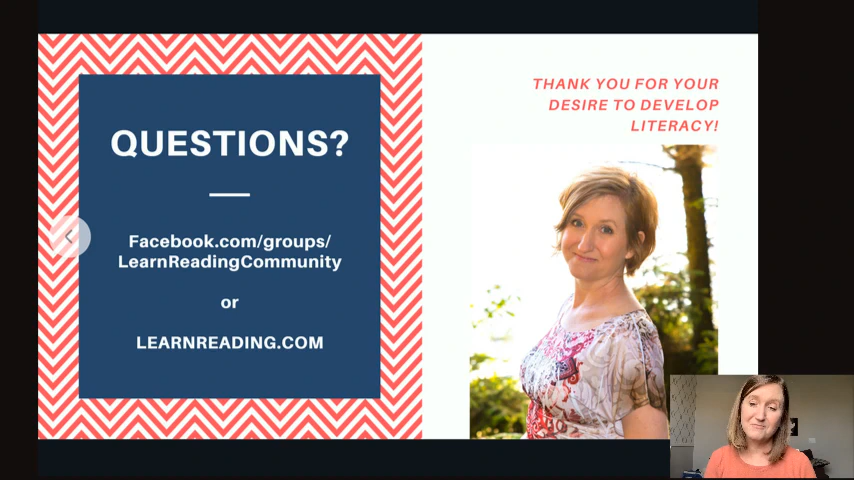 QUESTIONS?
Facebook.com/groups/
LearnReadingCommunity
or
LEARNREADING.COM
THANK YOU FOR YOUR
DESIRE TO DEVELOP
LITERACY!